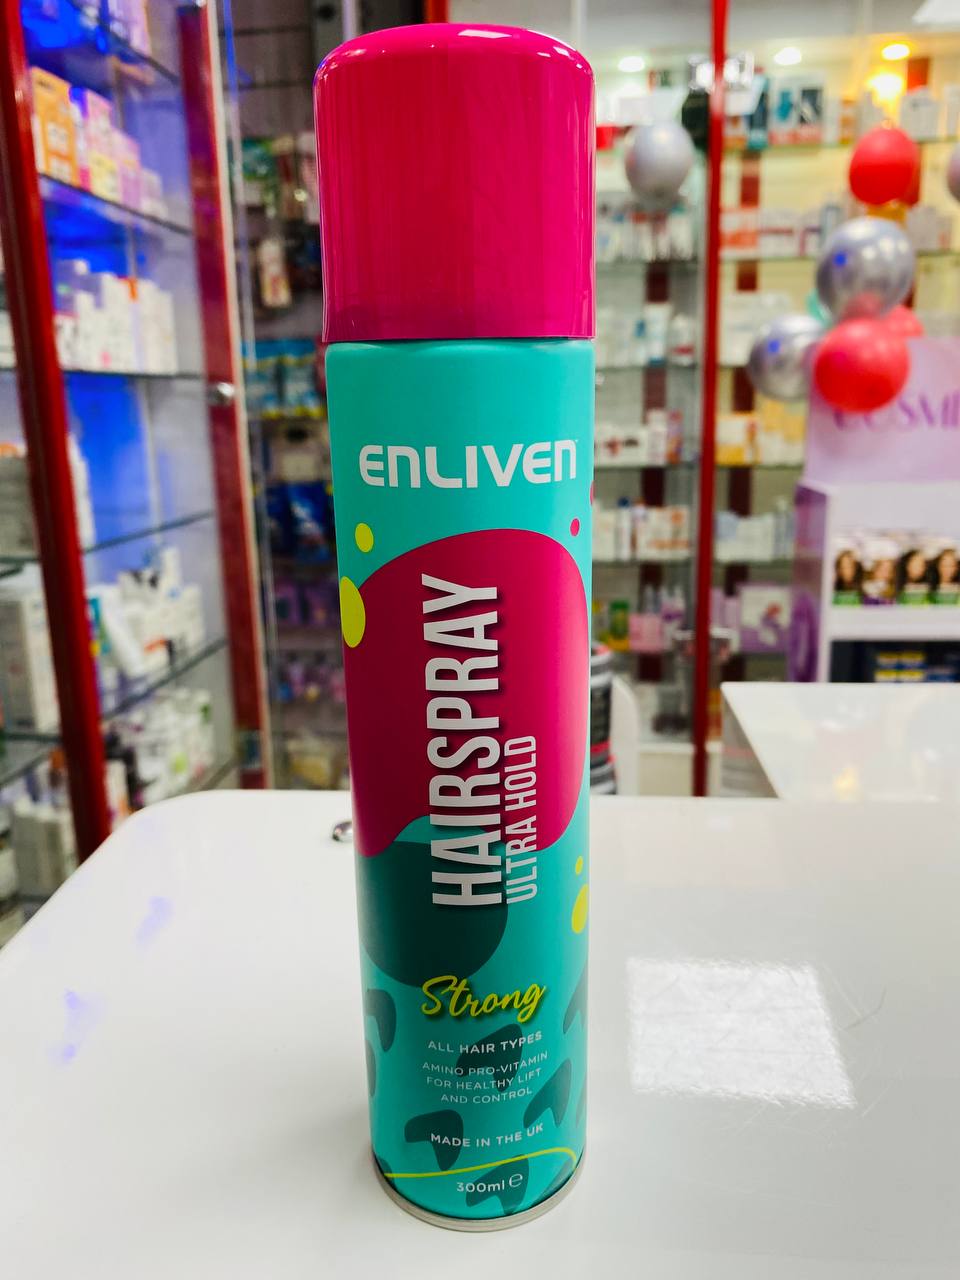 ENLIVEN
HAIRSPRAY
ULTRA HOLD
Strong
ALL HAIR TYPES
AMINO PRO-VITAMIN
FOR HEALTHY LIFT
AND CONTROL
MADE IN THE UK
300ml e